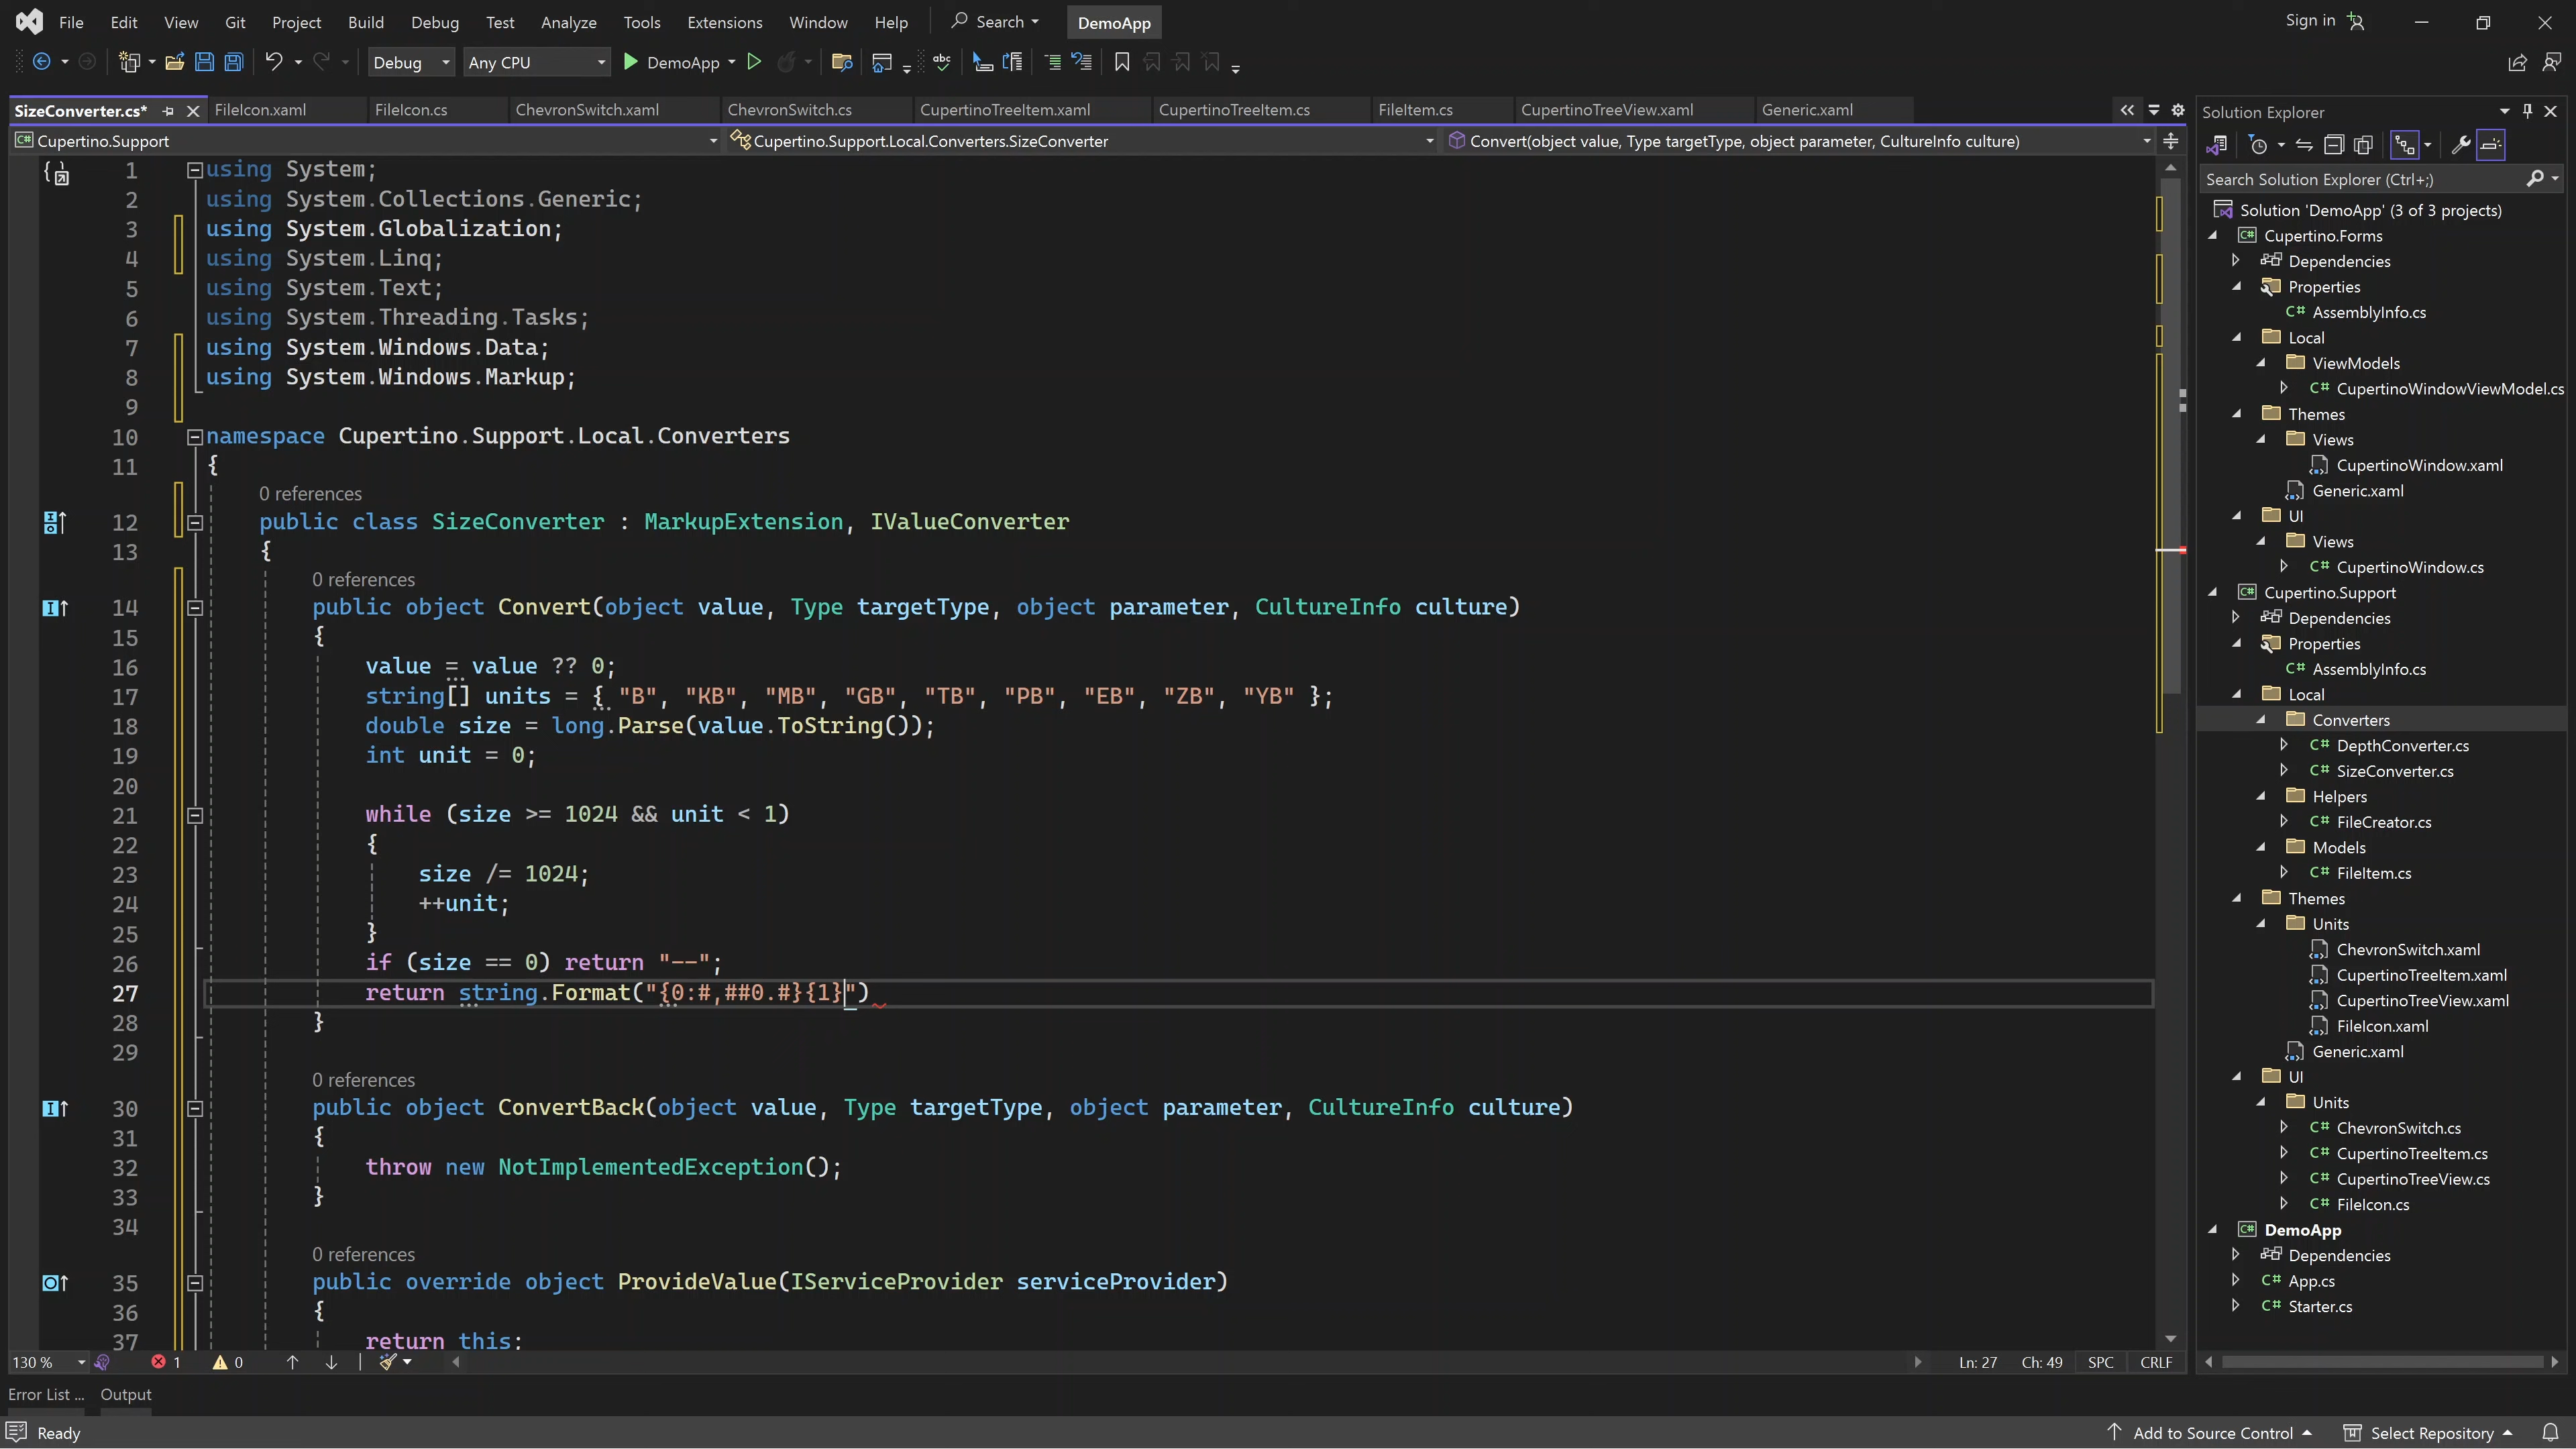 File Edit View Git Project Build Debug Test Analyze Tools Extensions Window Help Search DemoApp Sign in
Debug Any CPU DemoApp
SizeConverter.cs* FileIcon.xaml FileIcon.cs ChevronSwitch.xaml ChevronSwitch.cs CupertinoTreeItem.xaml CupertinoTreeItem.cs FileItem.cs CupertinoTreeView.xaml Generic.xaml
Cupertino.Support Cupertino.Support.Local.Converters.SizeConverter Convert(object value, Type targetType, object parameter, CultureInfo culture)
1 using System;
2 using System.Collections.Generic;
3 using System.Globalization;
4 using System.Linq;
5 using System.Text;
6 using System.Threading.Tasks;
7 using System.Windows.Data;
8 using System.Windows.Markup;
9
10 namespace Cupertino.Support.Local.Converters
11 {
0 references
12 public class SizeConverter : MarkupExtension, IValueConverter
13 {
0 references
14 public object Convert(object value, Type targetType, object parameter, CultureInfo culture)
15 {
16 value = value ?? 0;
17 string[] units = { "B", "KB", "MB", "GB", "TB", "PB", "EB", "ZB", "YB" };
18 double size = long.Parse(value.ToString());
19 int unit = 0;
20
21 while (size >= 1024 && unit < 1)
22 {
23 size /= 1024;
24 ++unit;
25 }
26 if (size == 0) return "--";
27 return string.Format("{0:#,##0.#}{1}")
28 }
29
0 references
30 public object ConvertBack(object value, Type targetType, object parameter, CultureInfo culture)
31 {
32 throw new NotImplementedException();
33 }
34
0 references
35 public override object ProvideValue(IServiceProvider serviceProvider)
36 {
37 return this;
130 % 1 0 Ln: 27 Ch: 49 SPC CRLF
Error List ... Output
Ready Add to Source Control Select Repository
Solution Explorer
Search Solution Explorer (Ctrl+;)
Solution 'DemoApp' (3 of 3 projects)
Cupertino.Forms
Dependencies
Properties
C# AssemblyInfo.cs
Local
ViewModels
C# CupertinoWindowViewModel.cs
Themes
Views
CupertinoWindow.xaml
Generic.xaml
UI
Views
C# CupertinoWindow.cs
Cupertino.Support
Dependencies
Properties
C# AssemblyInfo.cs
Local
Converters
C# DepthConverter.cs
C# SizeConverter.cs
Helpers
C# FileCreator.cs
Models
C# FileItem.cs
Themes
Units
ChevronSwitch.xaml
CupertinoTreeItem.xaml
CupertinoTreeView.xaml
FileIcon.xaml
Generic.xaml
UI
Units
C# ChevronSwitch.cs
C# CupertinoTreeItem.cs
C# CupertinoTreeView.cs
C# FileIcon.cs
DemoApp
Dependencies
C# App.cs
C# Starter.cs